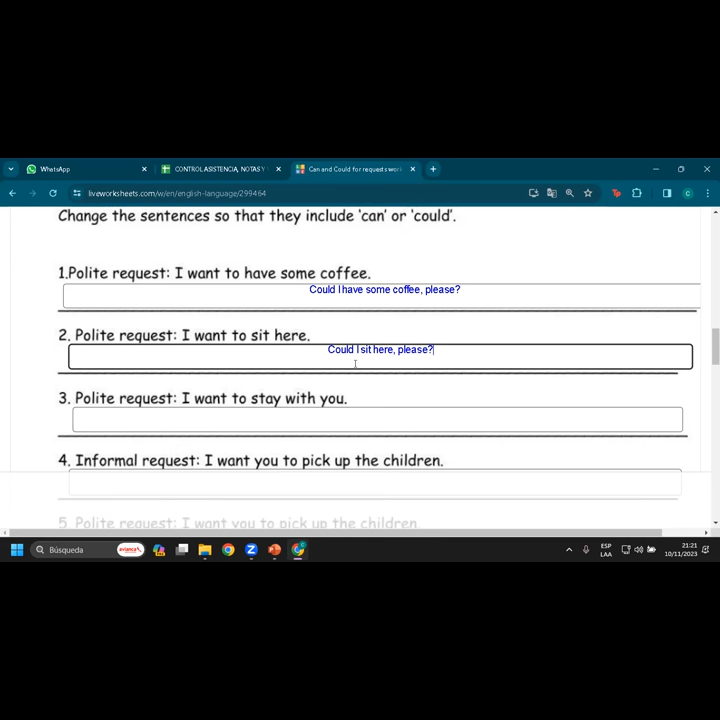 WhatsApp
CONTROL ASISTENCIA, NOTAS Y
Can and Could for requests wor
liveworksheets.com/w/en/english-language/299464
C
Change the sentences so that they include 'can' or 'could'.
1.Polite request: I want to have some coffee.
Could I have some coffee, please?
2. Polite request: I want to sit here.
Could I sit here, please?
3. Polite request: I want to stay with you.
4. Informal request: I want you to pick up the children.
5. Polite request: I want you to pick up the children.
Búsqueda
avianca
ESP
LAA
21:21
10/11/2023